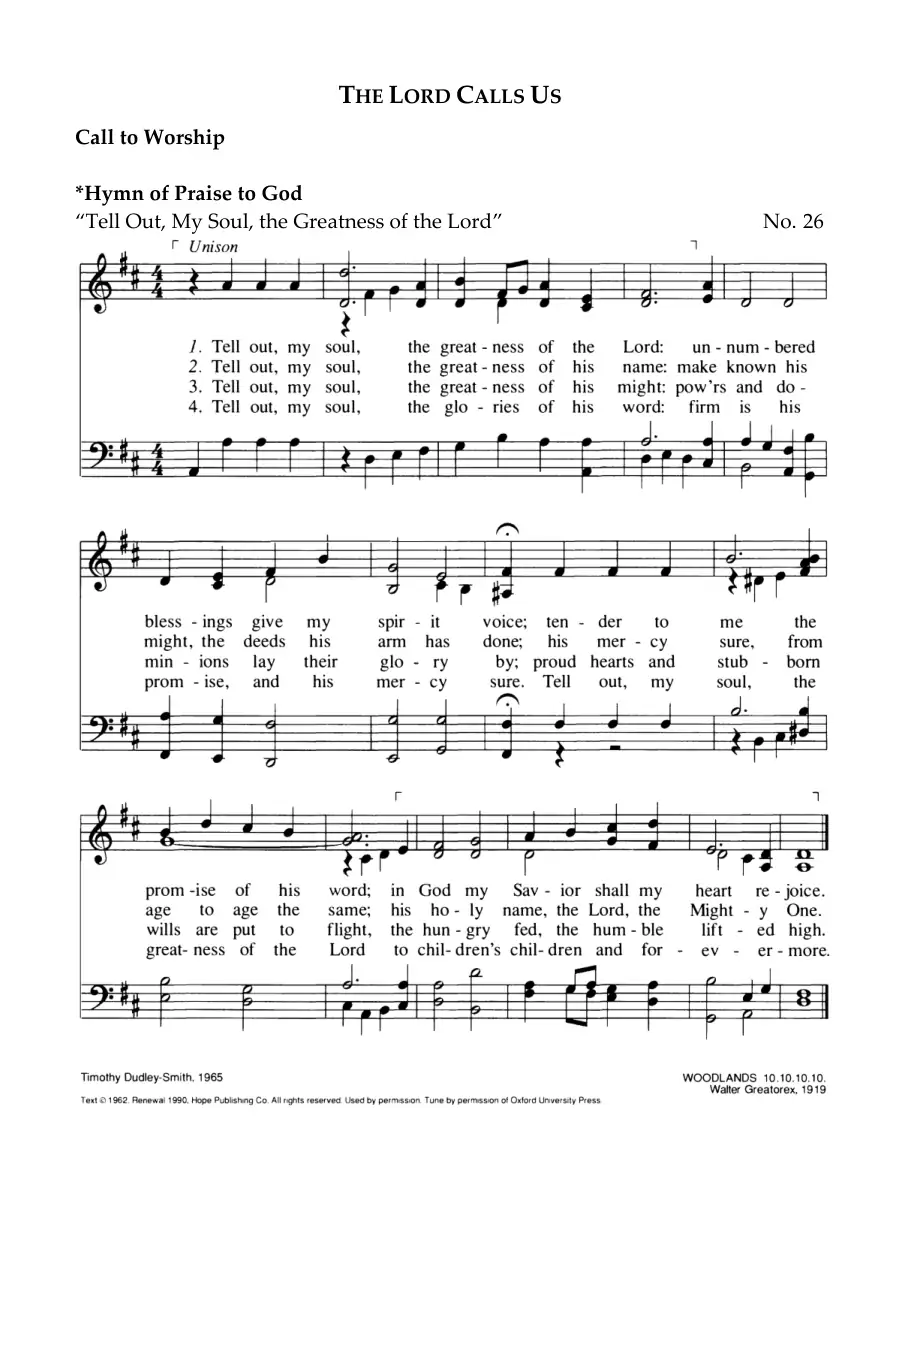 THE LORD CALLS US
Call to Worship
*Hymn of Praise to God
“Tell Out, My Soul, the Greatness of the Lord” No. 26
Unison
1. Tell out, my soul, the great - ness of the Lord: un - num - bered
2. Tell out, my soul, the great - ness of his name: make known his
3. Tell out, my soul, the great - ness of his might: pow'rs and do -
4. Tell out, my soul, the glo - ries of his word: firm is his
bless - ings give my spir - it voice; ten - der to me the
might, the deeds his arm has done; his mer - cy sure, from
min - ions lay their glo - ry by; proud hearts and stub - born
prom - ise, and his mer - cy sure. Tell out, my soul, the
prom - ise of his word; in God my Sav - ior shall my heart re - joice.
age to age the same; his ho - ly name, the Lord, the Might - y One.
wills are put to flight, the hun - gry fed, the hum - ble lift - ed high.
great- ness of the Lord to chil- dren's chil- dren and for - ev - er - more.
Timothy Dudley-Smith, 1965 WOODLANDS 10.10.10.10.
Walter Greatorex, 1919
Text © 1962, Renewal 1990, Hope Publishing Co. All rights reserved. Used by permission. Tune by permission of Oxford University Press